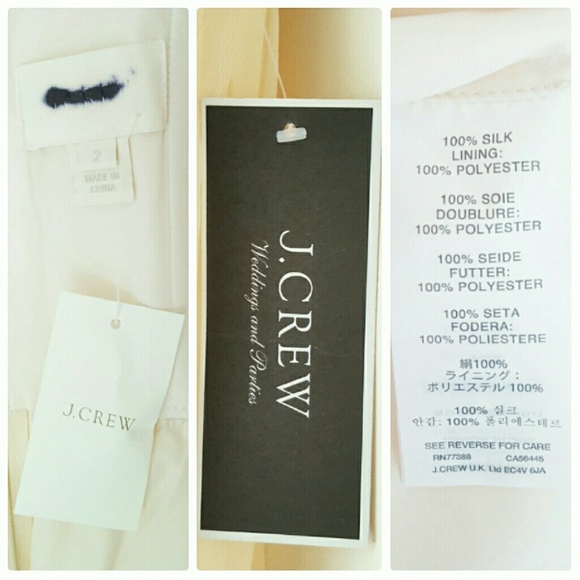 2
MADE IN
CHINA
J.CREW
J.CREW
Weddings and Parties
100% SILK
LINING:
100% POLYESTER
100% SOIE
DOUBLURE:
100% POLYESTER
100% SEIDE
FUTTER:
100% POLYESTER
100% SETA
FODERA:
100% POLIESTERE
絹100%
ライニング：
ポリエステル 100%
100% 실크
안감: 100% 폴리에스테르
SEE REVERSE FOR CARE
RN77388 CA56445
J.CREW U.K. Ltd EC4V 6JA